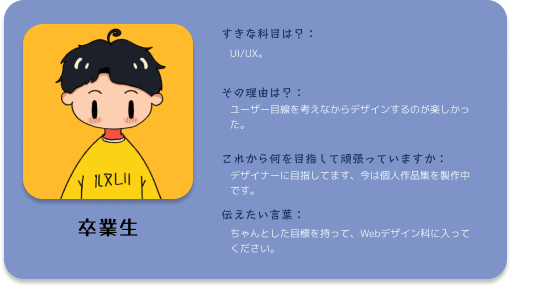 すきな科目は？：
UI/UX。
その理由は？：
ユーザー目線を考えなからデザインするのが楽しかっ
た。
これから何を目指して頑張っていますか：
デザイナーに目指してます、今は個人作品集を製作中
です。
伝えたい言葉：
ちゃんとした目標を持って、Webデザイン科に入って
ください。
卒業生